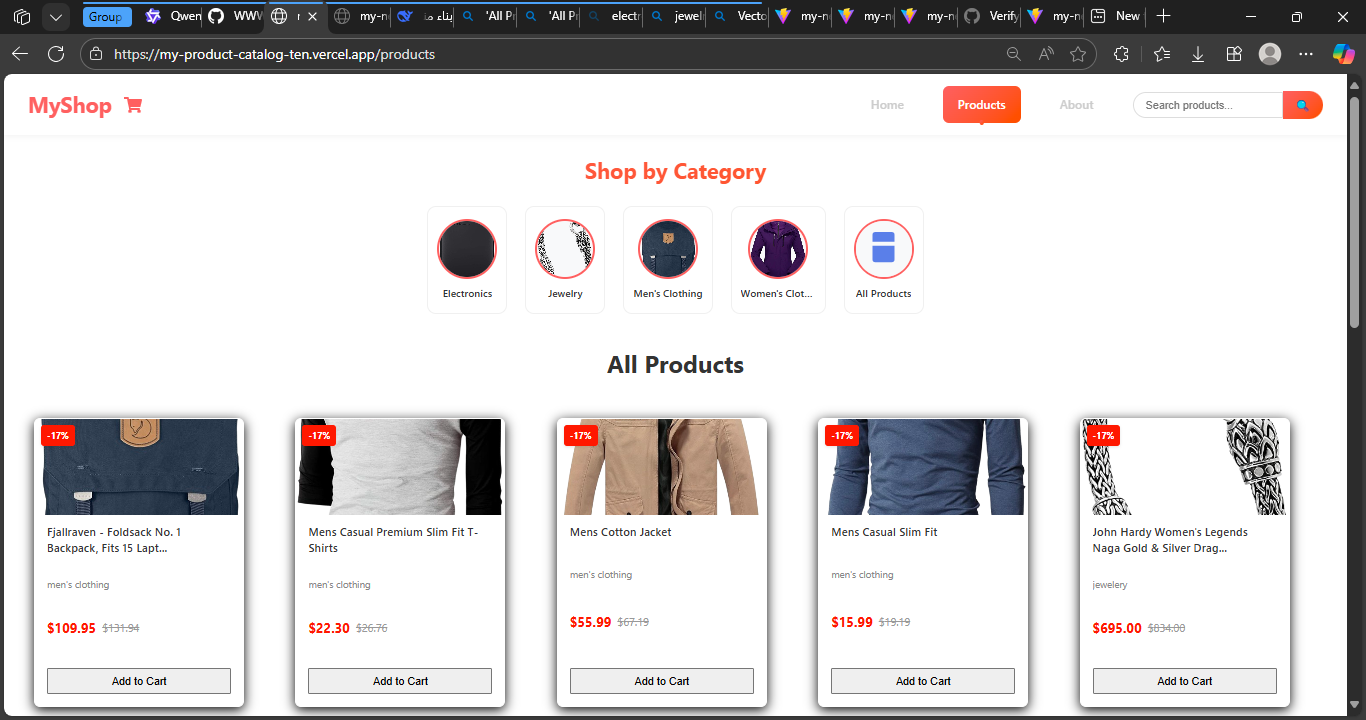 Group
Qwen
WWW
my-n
بناء ما
'All Pr
'All Pr
electr
jewel
Vecto
my-n
my-n
my-n
Verify
my-n
New
https://my-product-catalog-ten.vercel.app/products
MyShop
Home
Products
About
Search products...
Shop by Category
Electronics
Jewelry
Men's Clothing
Women's Clot...
All Products
All Products
-17%
-17%
-17%
-17%
-17%
Fjallraven - Foldsack No. 1
Backpack, Fits 15 Lapt...
men's clothing
$109.95 $131.94
Add to Cart
Mens Casual Premium Slim Fit T-
Shirts
men's clothing
$22.30 $26.76
Add to Cart
Mens Cotton Jacket
men's clothing
$55.99 $67.19
Add to Cart
Mens Casual Slim Fit
men's clothing
$15.99 $19.19
Add to Cart
John Hardy Women's Legends
Naga Gold & Silver Drag...
jewelery
$695.00 $834.00
Add to Cart